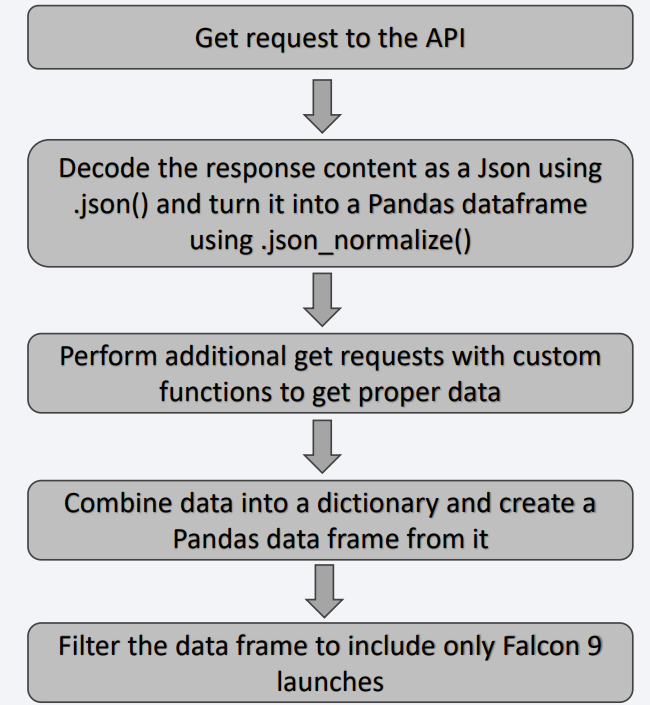 Get request to the API
Decode the response content as a Json using
.json() and turn it into a Pandas dataframe
using .json_normalize()
Perform additional get requests with custom
functions to get proper data
Combine data into a dictionary and create a
Pandas data frame from it
Filter the data frame to include only Falcon 9
launches